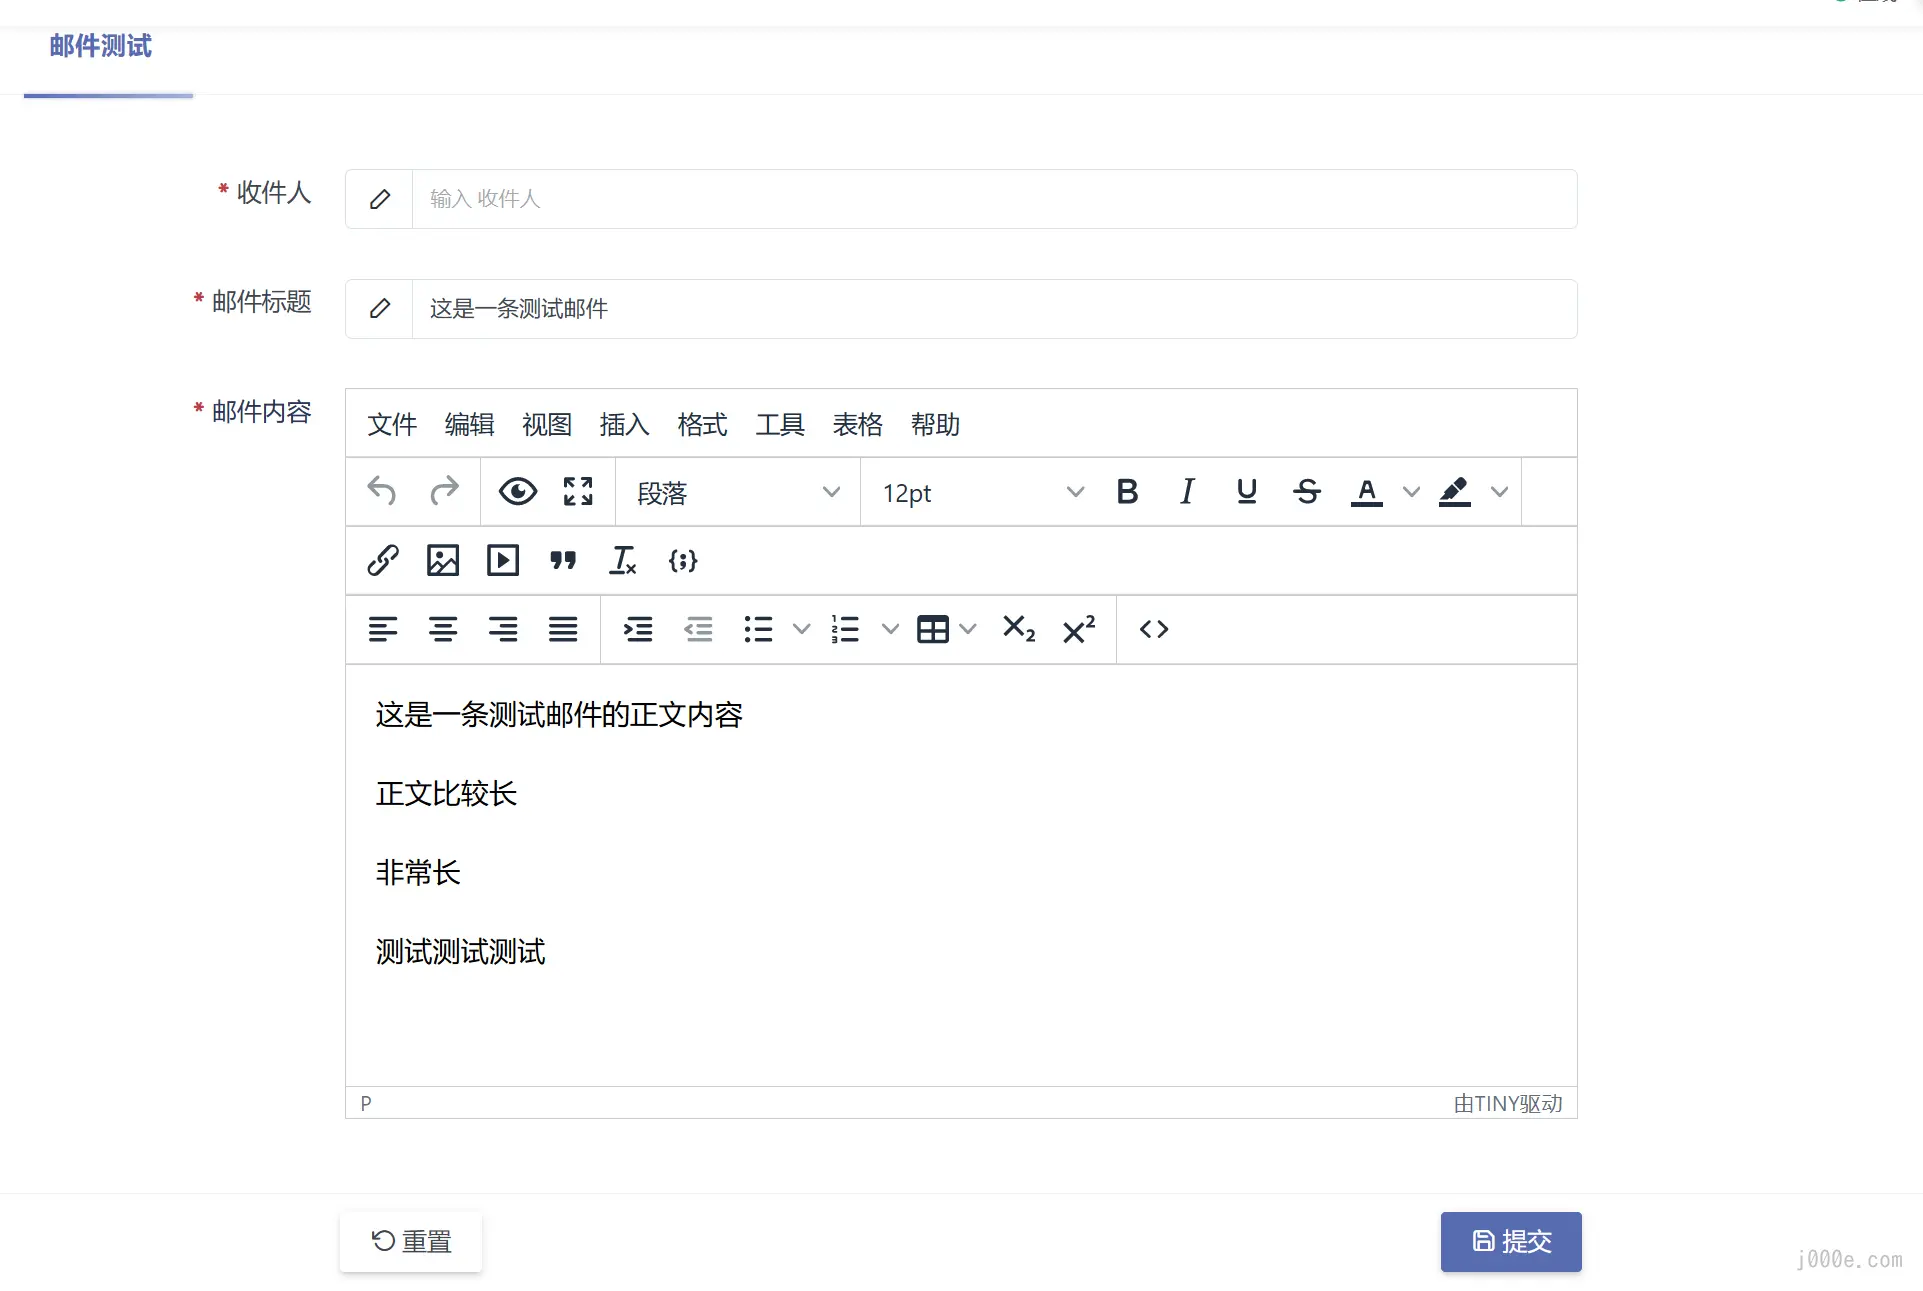 邮件测试
* 收件人
输入 收件人
* 邮件标题
这是一条测试邮件
* 邮件内容
文件 编辑 视图 插入 格式 工具 表格 帮助
段落 12pt
这是一条测试邮件的正文内容
正文比较长
非常长
测试测试测试
P 由TINY驱动
重置 提交
j000e.com